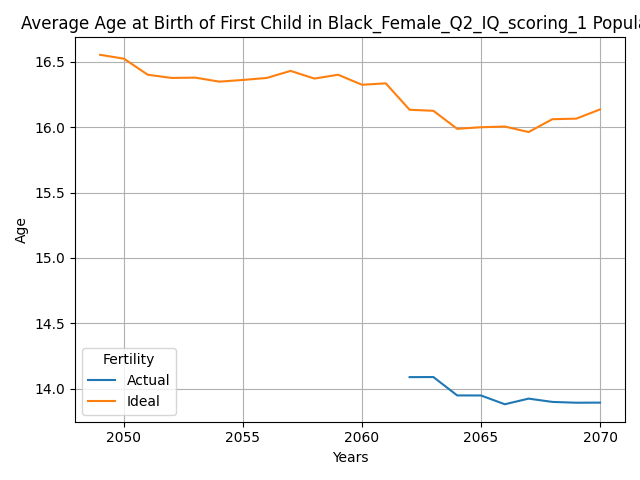 Average Age at Birth of First Child in Black_Female_Q2_IQ_scoring_1 Popula
16.5
16.0
15.5
15.0
14.5
14.0
Age
Fertility
Actual
Ideal
2050 2055 2060 2065 2070
Years